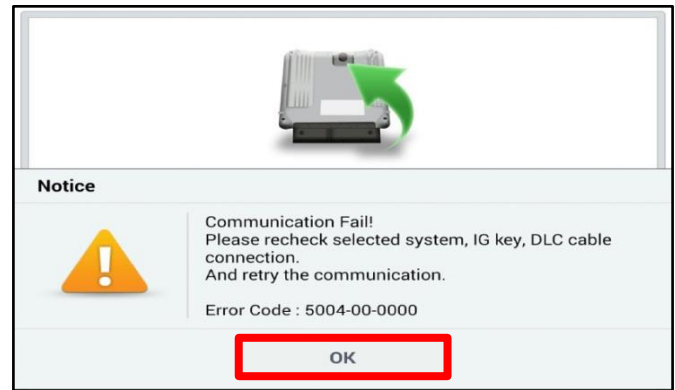 Notice
Communication Fail!
Please recheck selected system, IG key, DLC cable
connection.
And retry the communication.
Error Code : 5004-00-0000
OK